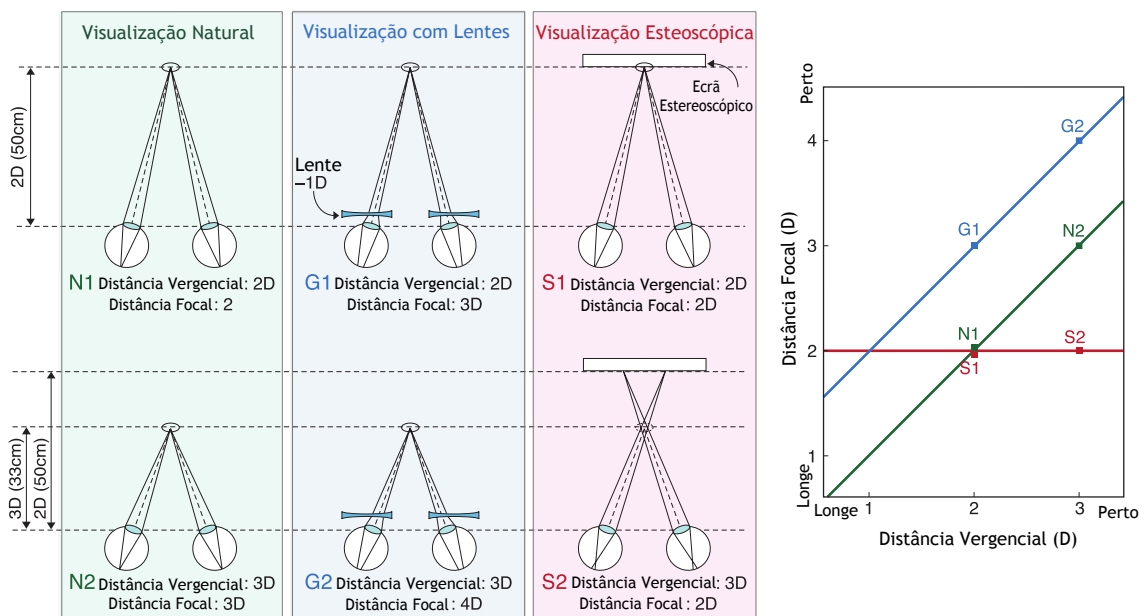 Visualização Natural
Visualização com Lentes
Visualização Esteoscópica
2D (50cm)
Lente
–1D
Ecrã
Estereoscópico
N1 Distância Vergencial: 2D
Distância Focal: 2
G1 Distância Vergencial: 2D
Distância Focal: 3D
S1 Distância Vergencial: 2D
Distância Focal: 2D
3D (33cm)
2D (50cm)
N2 Distância Vergencial: 3D
Distância Focal: 3D
G2 Distância Vergencial: 3D
Distância Focal: 4D
S2 Distância Vergencial: 3D
Distância Focal: 2D
Perto
Distância Focal (D)
Longe
4
3
2
1
G2
G1
N2
N1
S1
S2
Longe
1
2
3
Perto
Distância Vergencial (D)